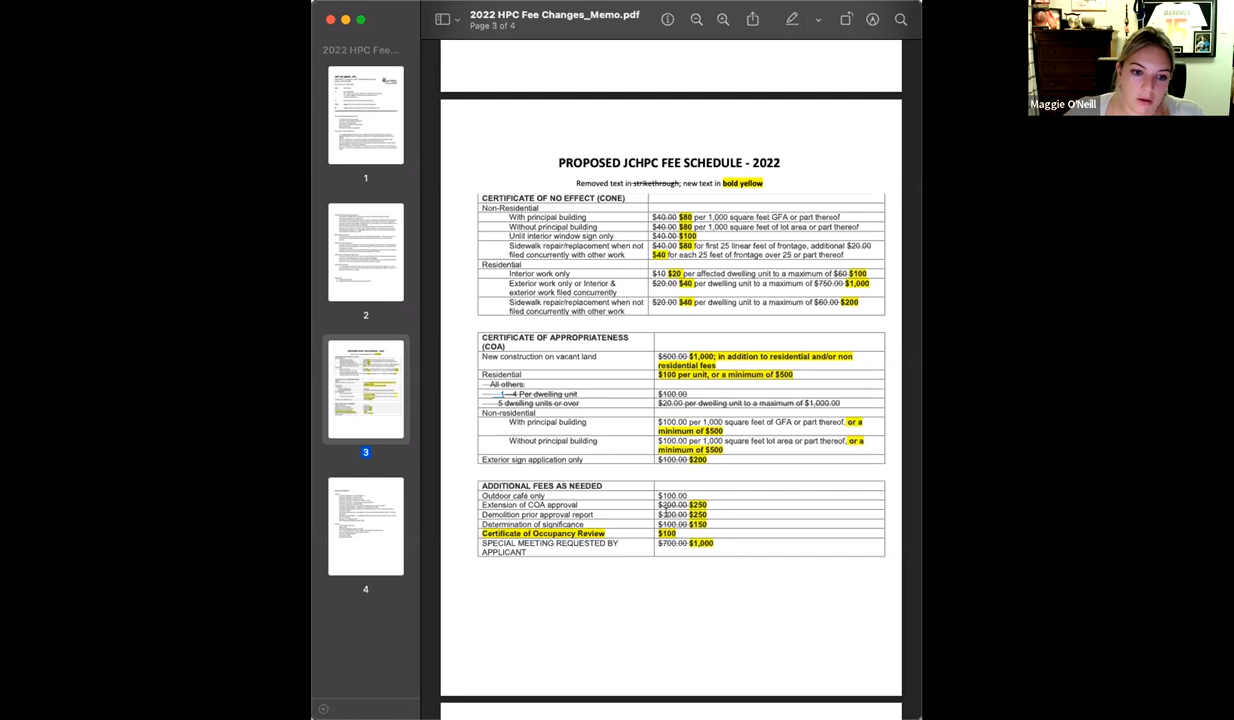 2022 HPC Fee Changes_Memo.pdf
Page 3 of 4
2022 HPC Fee...
1
2
3
4
Maggie O'Neill
PROPOSED JCHPC FEE SCHEDULE - 2022
Removed text in strikethrough; new text in bold yellow
CERTIFICATE OF NO EFFECT (CONE)
Non-Residential
With principal building $40.00 $80 per 1,000 square feet GFA or part thereof
Without principal building $40.00 $80 per 1,000 square feet of lot area or part thereof
Unlit interior window sign only $40.00 $100
Sidewalk repair/replacement when not $40.00 $80 for first 25 linear feet of frontage, additional $20.00
filed concurrently with other work $40 for each 25 feet of frontage over 25 or part thereof
Residential
Interior work only $10 $20 per affected dwelling unit to a maximum of $60 $100
Exterior work only or Interior & $20.00 $40 per dwelling unit to a maximum of $750.00 $1,000
exterior work filed concurrently
Sidewalk repair/replacement when not $20.00 $40 per dwelling unit to a maximum of $60.00 $200
filed concurrently with other work
CERTIFICATE OF APPROPRIATENESS
(COA)
New construction on vacant land $500.00 $1,000; in addition to residential and/or non
residential fees
Residential $100 per unit, or a minimum of $500
All others:
1—4 Per dwelling unit $100.00
5 dwelling units or over $20.00 per dwelling unit to a maximum of $1,000.00
Non-residential
With principal building $100.00 per 1,000 square feet of GFA or part thereof, or a
minimum of $500
Without principal building $100.00 per 1,000 square feet lot area or part thereof, or a
minimum of $500
Exterior sign application only $100.00 $200
ADDITIONAL FEES AS NEEDED
Outdoor café only $100.00
Extension of COA approval $200.00 $250
Demolition prior approval report $250
Determination of significance $100.00 $150
Certificate of Occupancy Review $100
SPECIAL MEETING REQUESTED BY $700.00 $1,000
APPLICANT